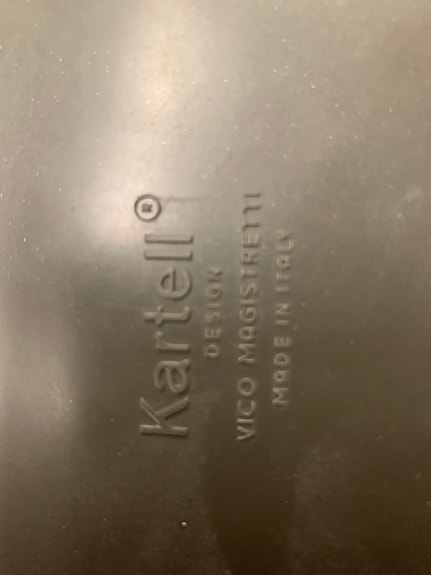 Kartell®
DESIGN
VICO MAGISTRETTI
MADE IN ITALY